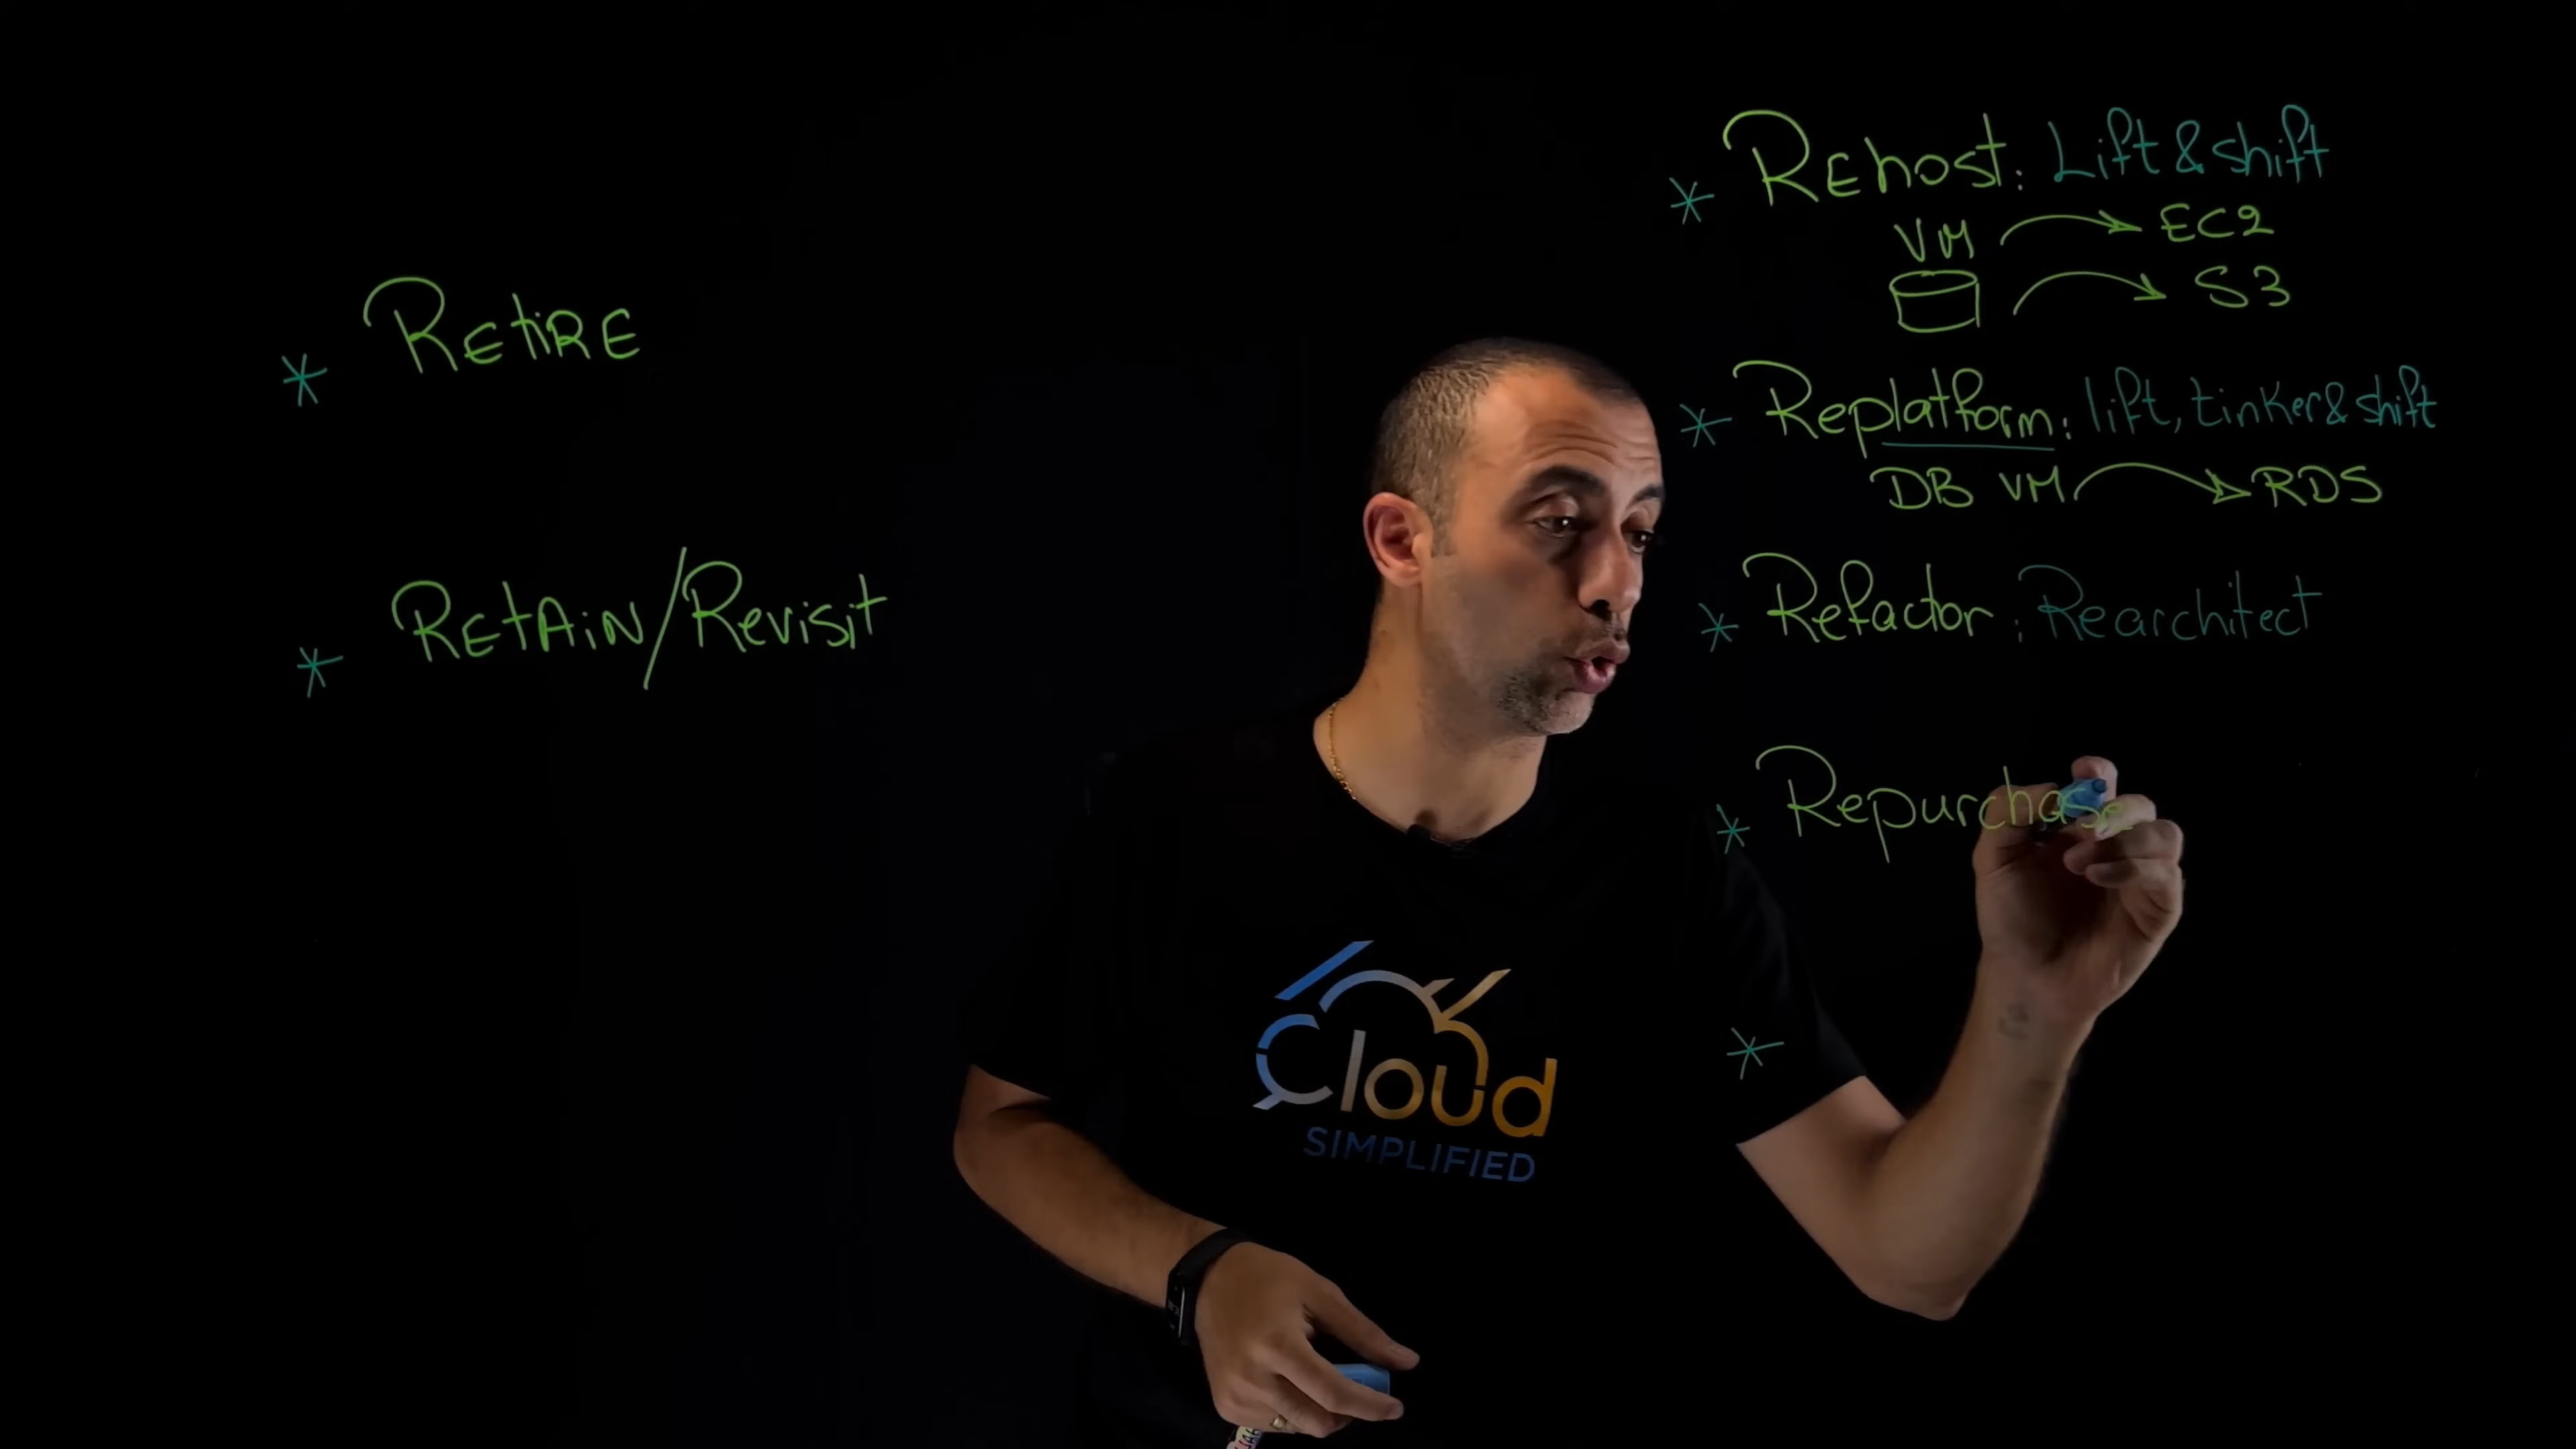 * Retire
* Retain/Revisit
* Rehost: Lift & shift
VM EC2
S3
* Replatform: lift, tinker & shift
DB VM RDS
* Refactor: Rearchitect
* Repurchase
*
Cloud
SIMPLIFIED